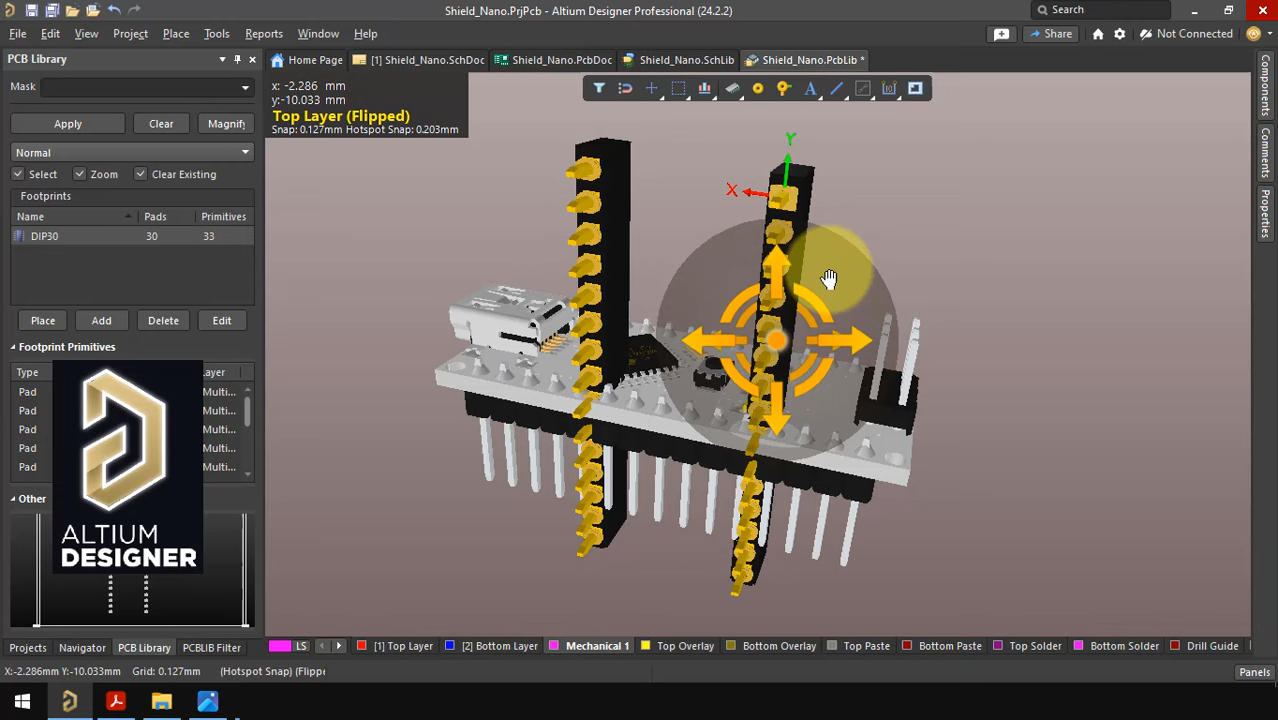 Shield_Nano.PrjPcb - Altium Designer Professional (24.2.2)
Search
File Edit View Project Place Tools Reports Window Help
Share
Not Connected
PCB Library
Home Page
[1] Shield_Nano.SchDoc
Shield_Nano.PcbDoc
Shield_Nano.SchLib
Shield_Nano.PcbLib *
Mask
Apply
Clear
Magnify
Normal
Select
Zoom
Clear Existing
Footprints
Name Pads Primitives
DIP30 30 33
Place
Add
Delete
Edit
Footprint Primitives
Type Layer
Pad Multi...
Pad Multi...
Pad Multi...
Pad Multi...
Pad Multi...
Other
ALTIUM
DESIGNER
x: -2.286 mm
y:-10.033 mm
Top Layer (Flipped)
Snap: 0.127mm Hotspot Snap: 0.203mm
A
Y
X
Components
Comments
Properties
Projects
Navigator
PCB Library
PCBLIB Filter
LS
[1] Top Layer
[2] Bottom Layer
Mechanical 1
Top Overlay
Bottom Overlay
Top Paste
Bottom Paste
Top Solder
Bottom Solder
Drill Guide
X:-2.286mm Y:-10.033mm Grid: 0.127mm (Hotspot Snap) (Flippe
Panels